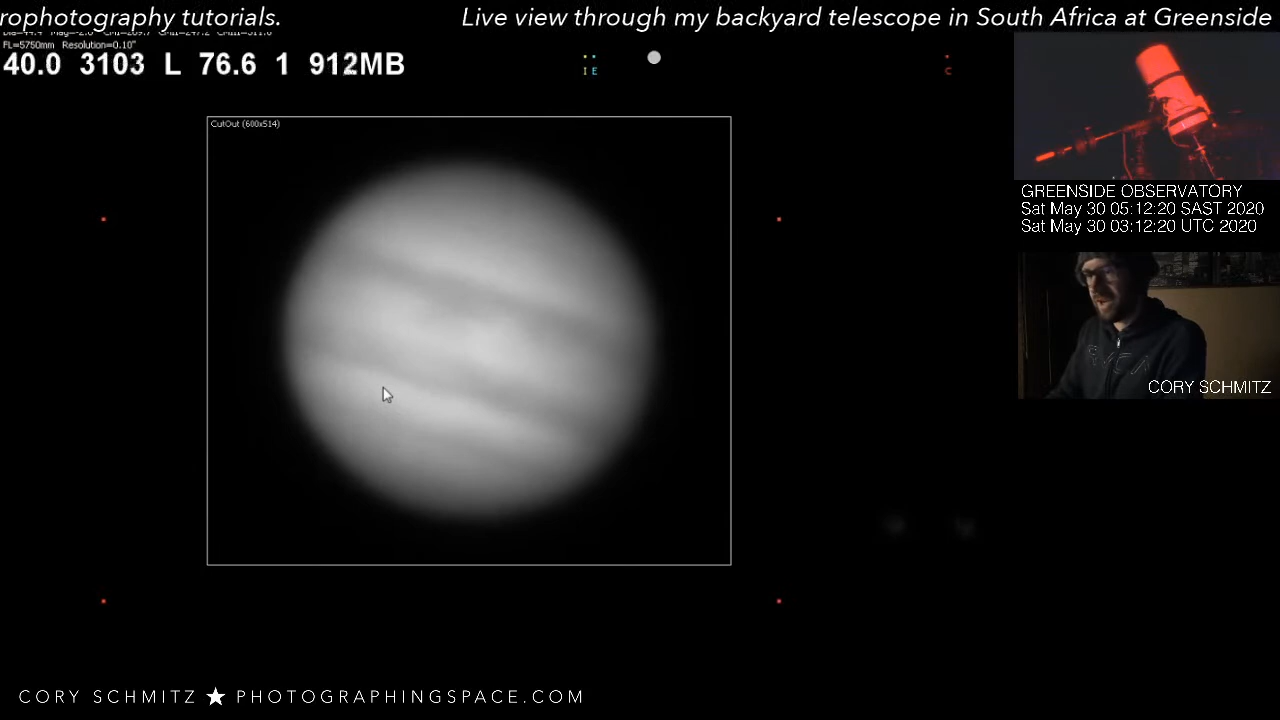 rophotography tutorials.
Live view through my backyard telescope in South Africa at Greenside
FL=5750mm Resolution=0.10"
40.0 3103 L 76.6 1 912MB
I E
C
CutOut (600x514)
GREENSIDE OBSERVATORY
Sat May 30 05:12:20 SAST 2020
Sat May 30 03:12:20 UTC 2020
CORY SCHMITZ
CORY SCHMITZ ★ PHOTOGRAPHINGSPACE.COM